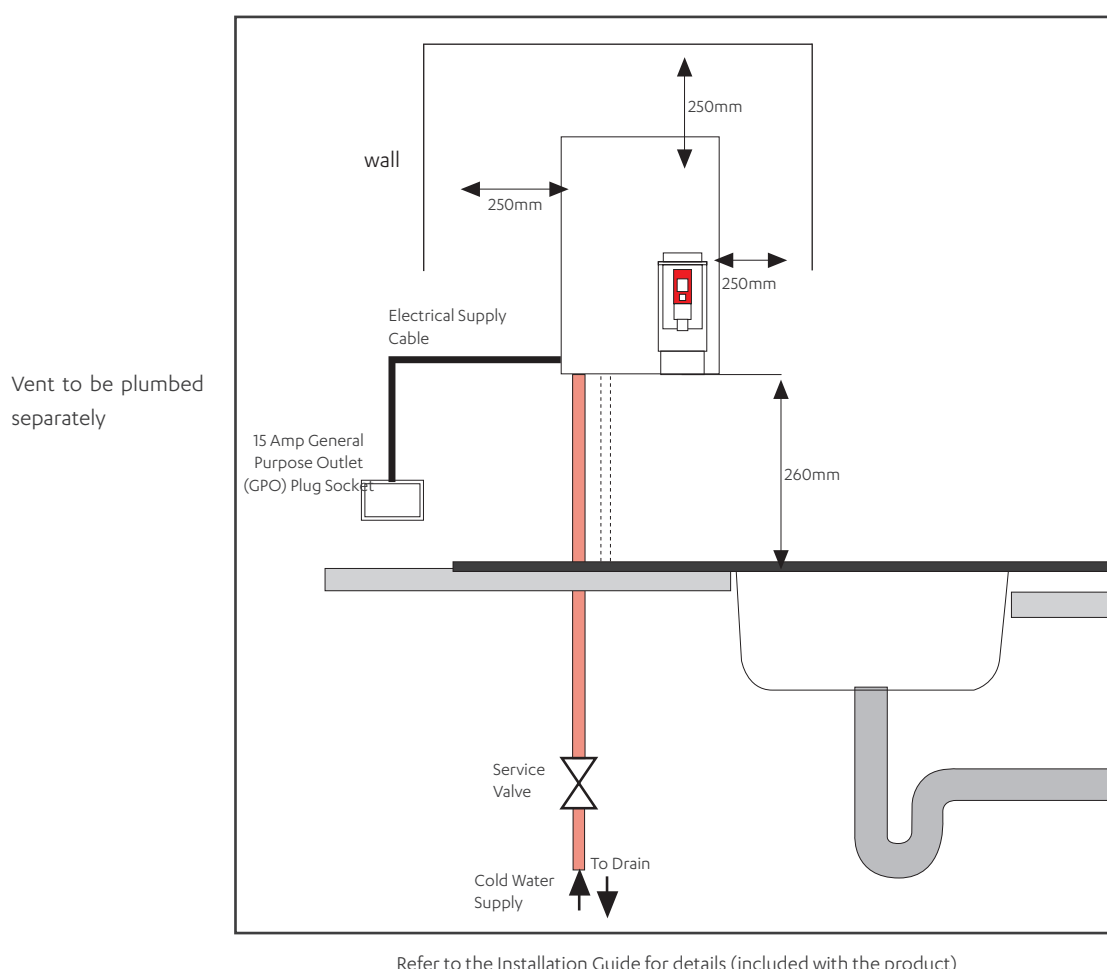 250mm
wall
250mm
250mm
Electrical Supply
Cable
Vent to be plumbed
separately
15 Amp General
Purpose Outlet
(GPO) Plug Socket
260mm
Service
Valve
To Drain
Cold Water
Supply
Refer to the Installation Guide for details (included with the product)